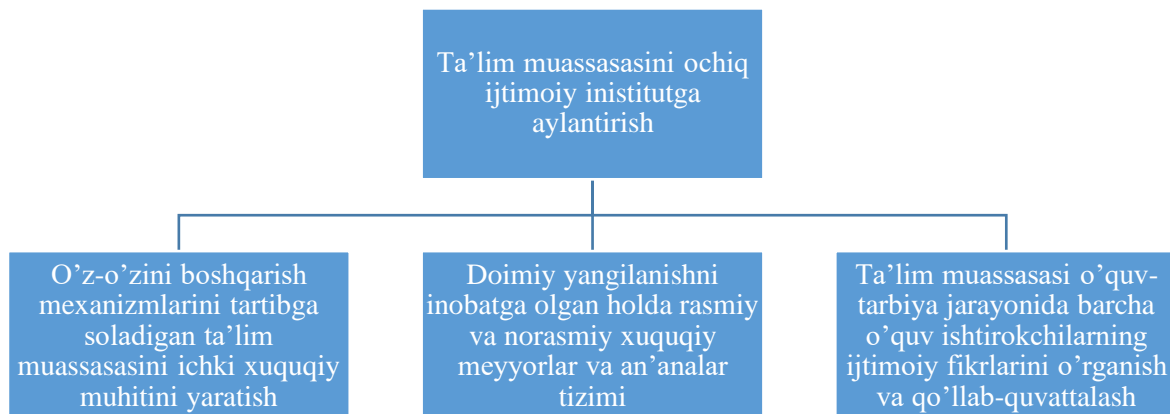 Ta’lim muassasasini ochiq
ijtimoiy inistitutga
aylantirish
O’z-o’zini boshqarish
mexanizmlarini tartibga
soladigan ta’lim
muassasasini ichki xuquqiy
muhitini yaratish
Doimiy yangilanishni
inobatga olgan holda rasmiy
va norasmiy xuquqiy
meyyorlar va an’analar
tizimi
Ta’lim muassasasi o’quv-
tarbiya jarayonida barcha
o’quv ishtirokchilarning
ijtimoiy fikrlarini o’rganish
va qo’llab-quvattalash